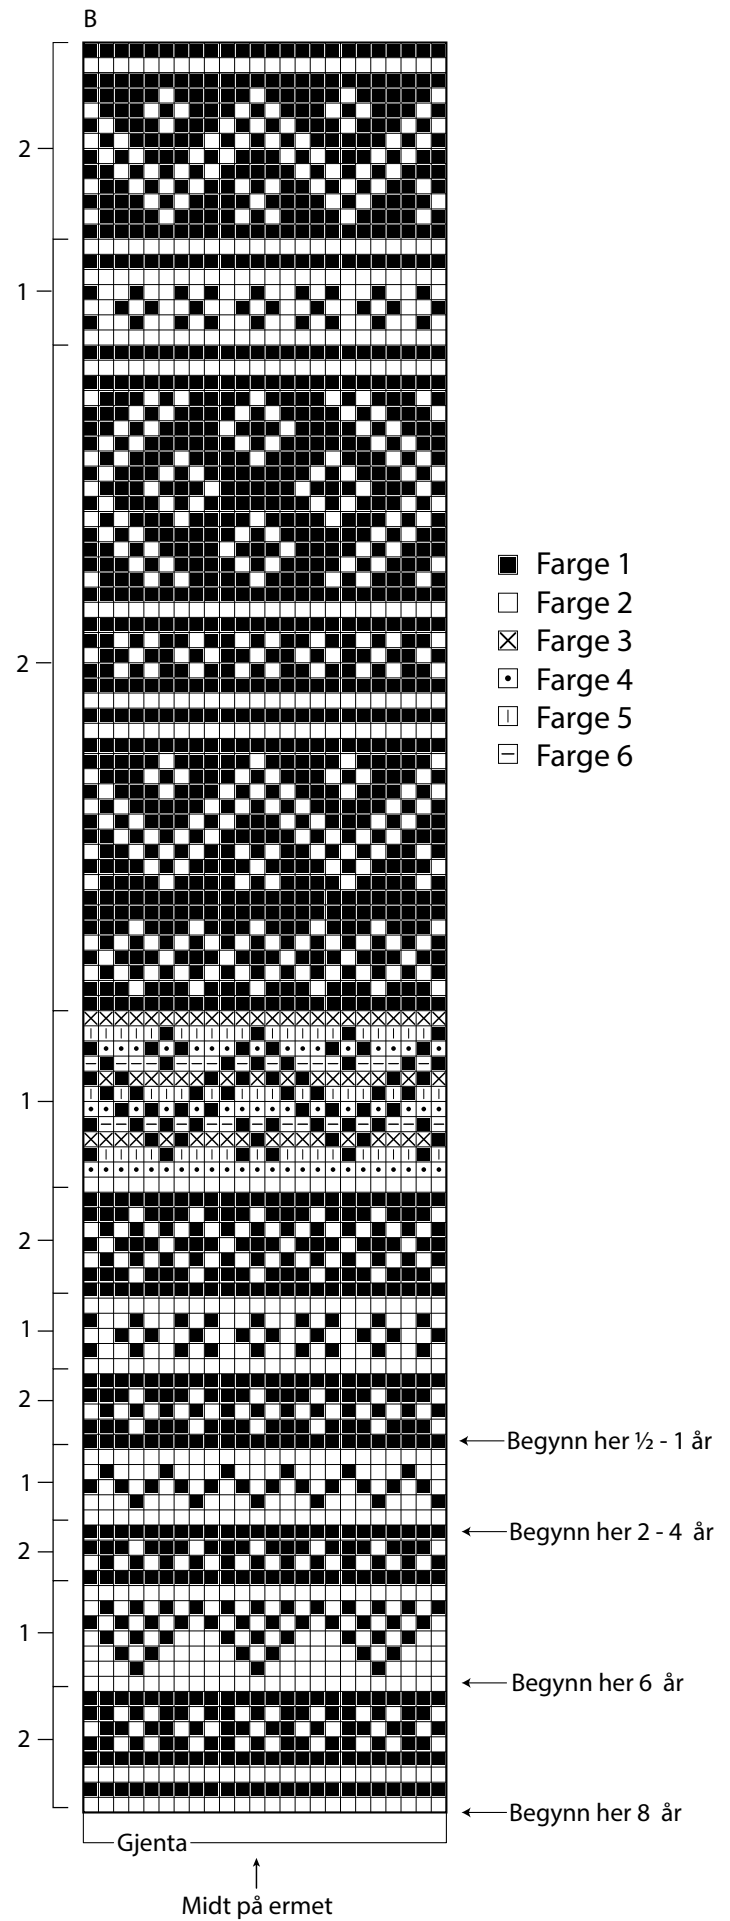 B
2
1
2
1
2
1
2
1
2
1
2
Farge 1
Farge 2
Farge 3
Farge 4
Farge 5
Farge 6
Begynn her ½ - 1 år
Begynn her 2 - 4 år
Begynn her 6 år
Begynn her 8 år
Gjenta
Midt på ermet